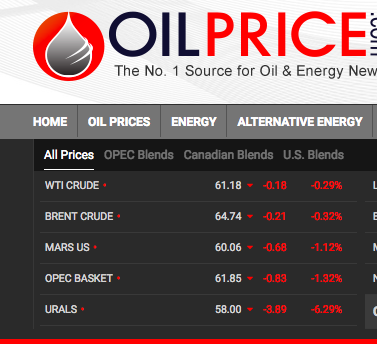 OILPRICE.com
The No. 1 Source for Oil & Energy New
HOME OIL PRICES ENERGY ALTERNATIVE ENERGY
All Prices OPEC Blends Canadian Blends U.S. Blends
WTI CRUDE 61.18 -0.18 -0.29%
BRENT CRUDE 64.74 -0.21 -0.32%
MARS US 60.06 -0.68 -1.12%
OPEC BASKET 61.85 -0.83 -1.32%
URALS 58.00 -3.89 -6.29%